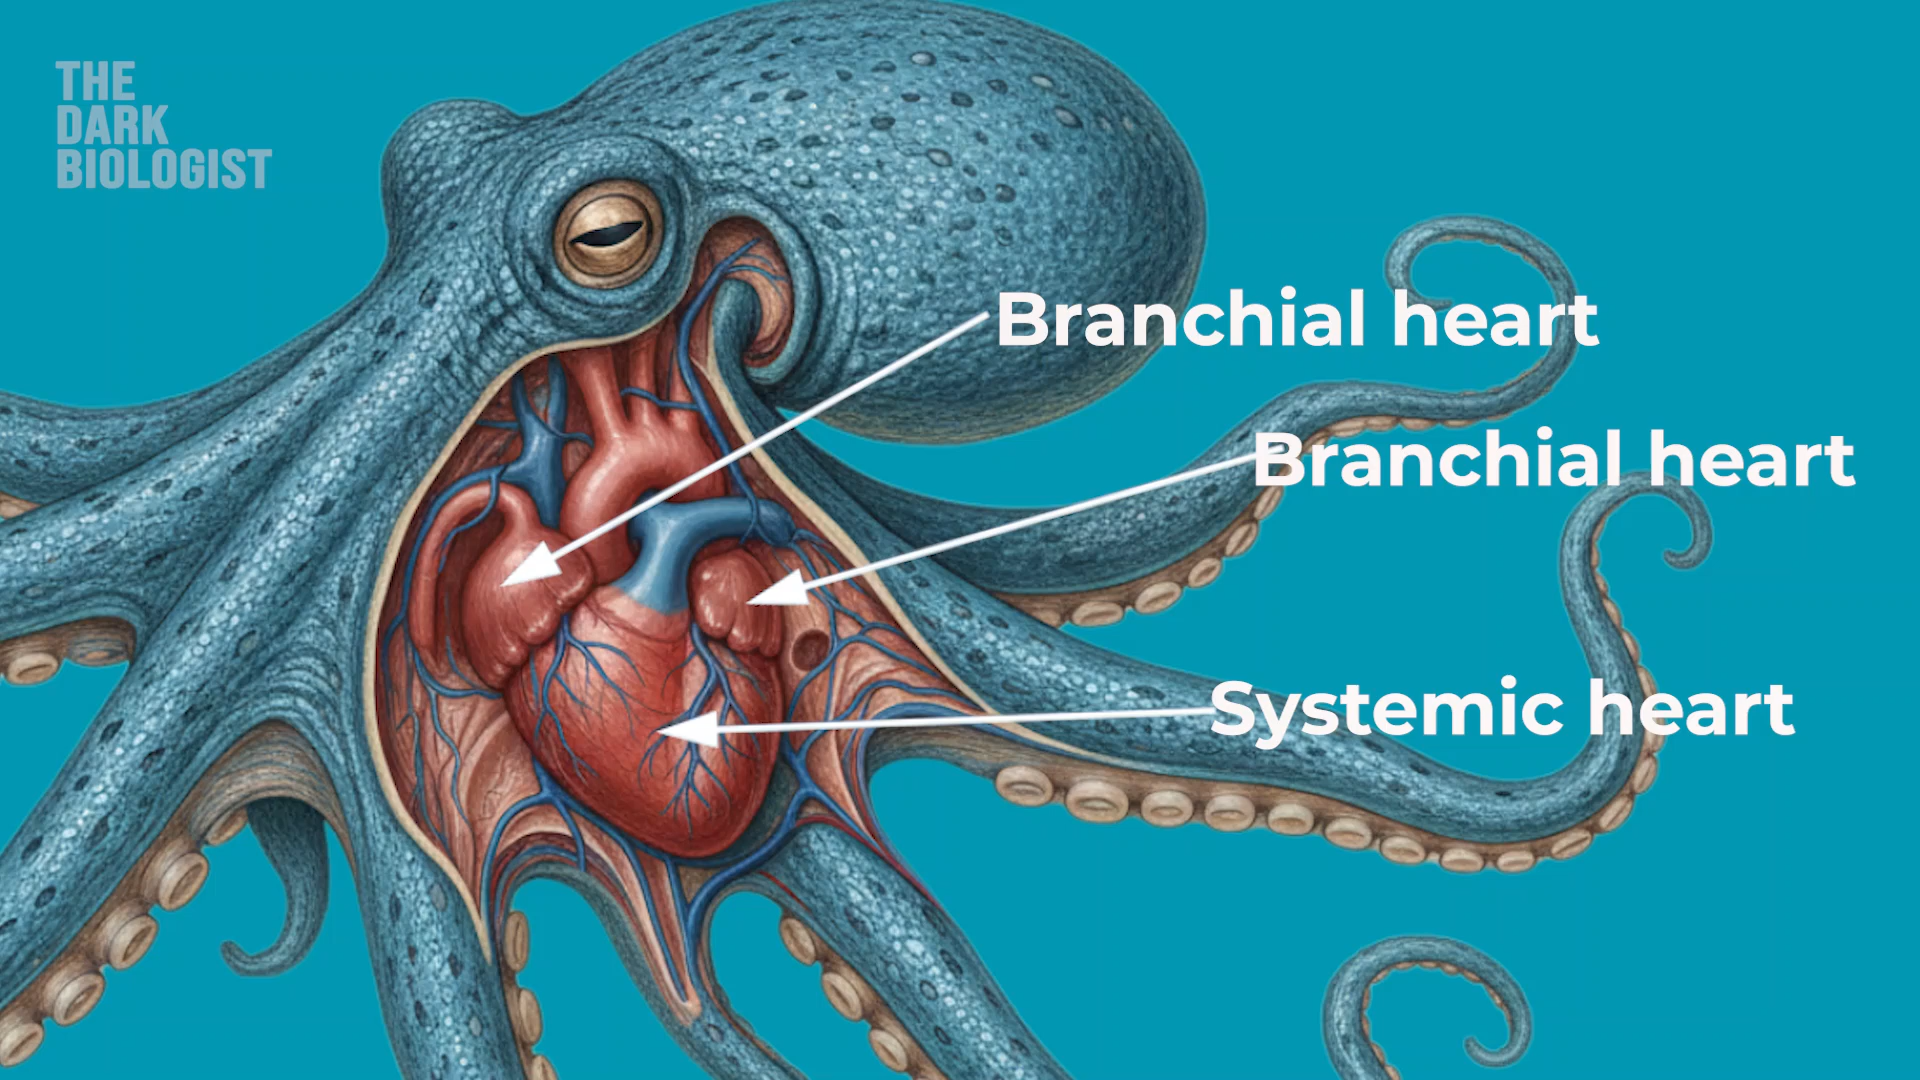 THE
DARK
BIOLOGIST
Branchial heart
Branchial heart
Systemic heart